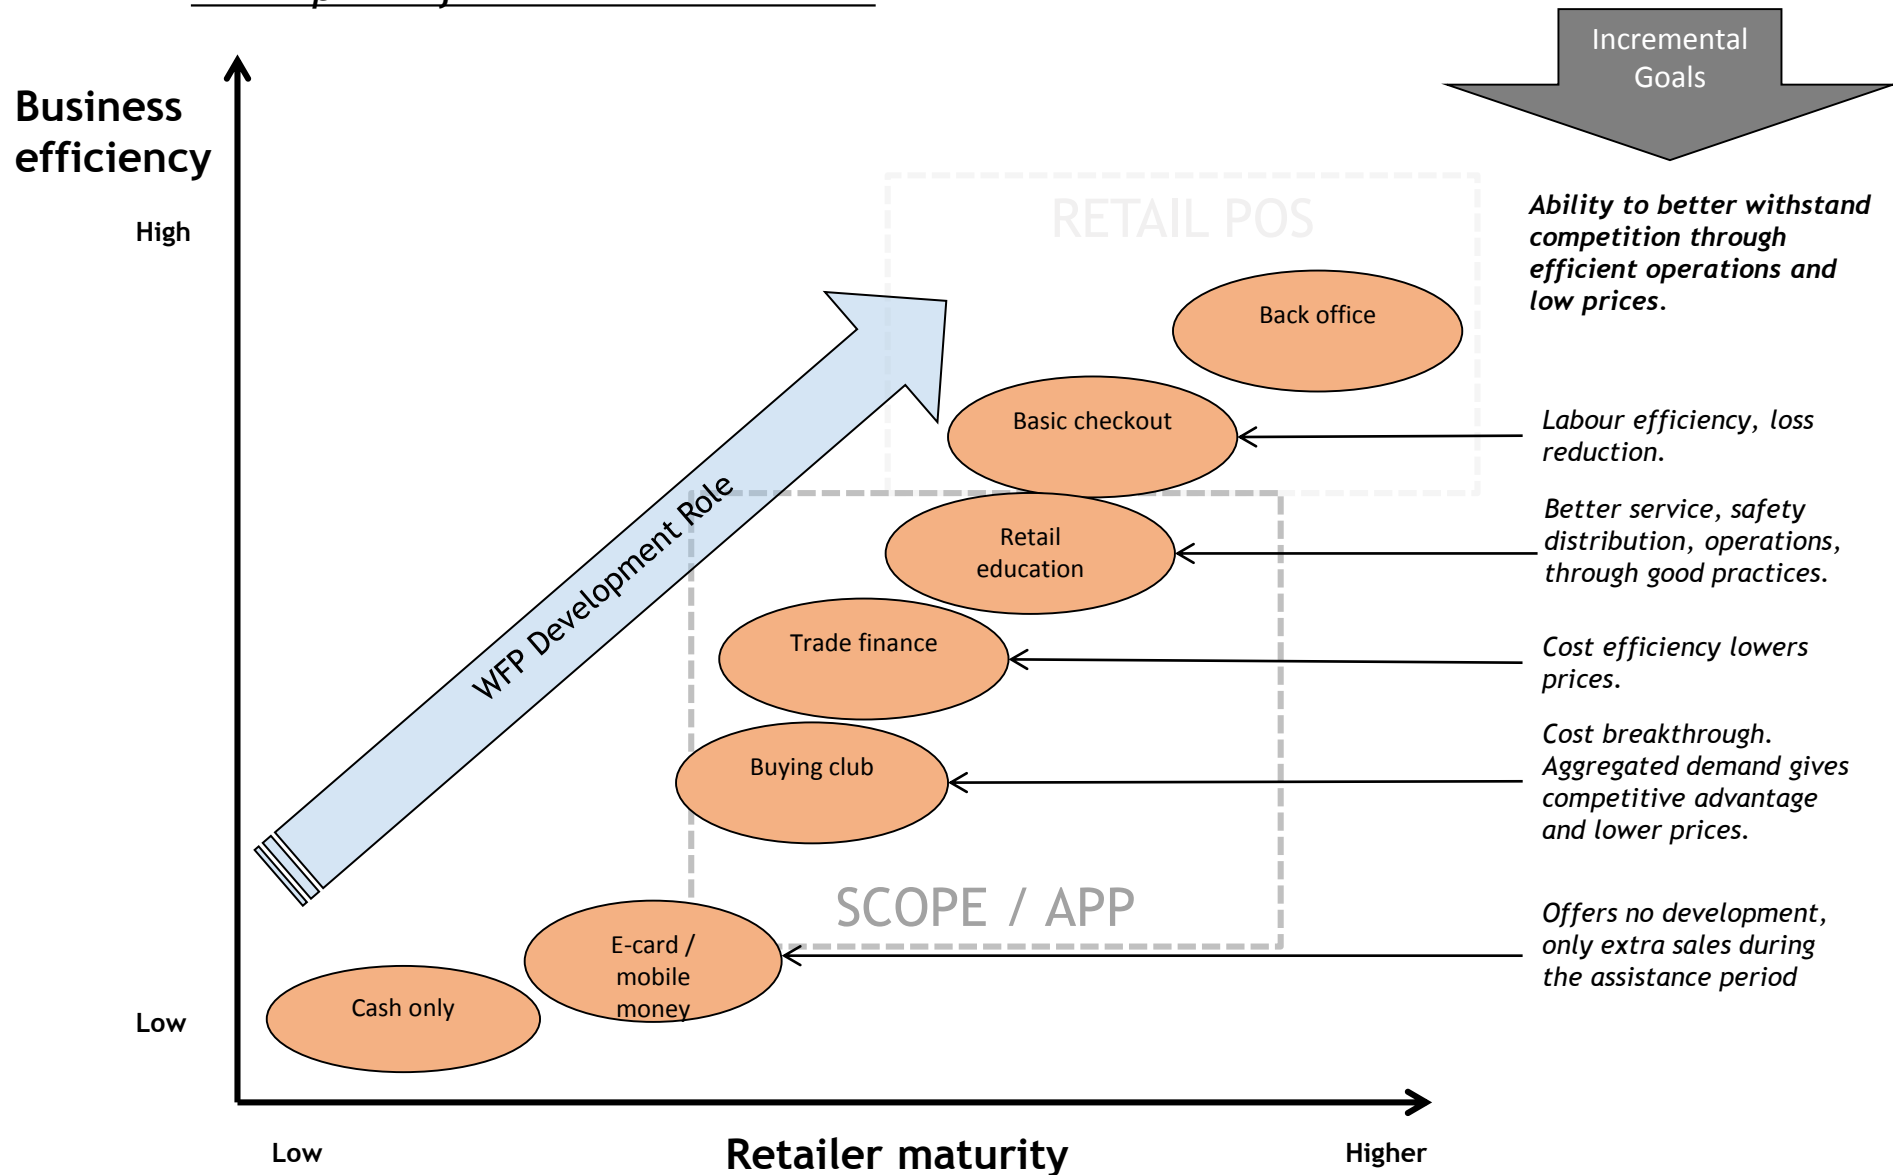 Incremental
Goals
Business
efficiency
High
RETAIL POS
Ability to better withstand
competition through
efficient operations and
low prices.
Back office
Basic checkout
Labour efficiency, loss
reduction.
WFP Development Role
Retail
education
Better service, safety
distribution, operations,
through good practices.
Trade finance
Cost efficiency lowers
prices.
Buying club
Cost breakthrough.
Aggregated demand gives
competitive advantage
and lower prices.
SCOPE / APP
E-card /
mobile
money
Offers no development,
only extra sales during
the assistance period
Cash only
Low
Low
Retailer maturity
Higher